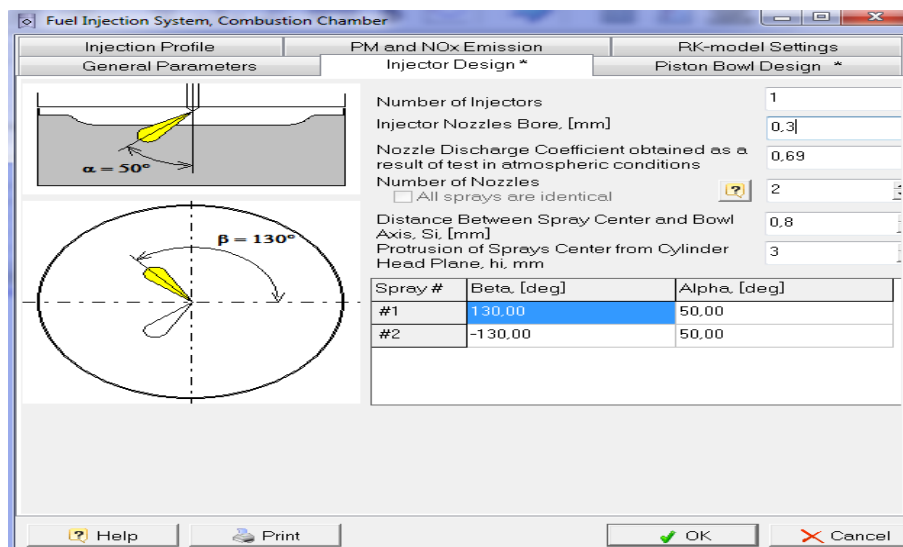 Fuel Injection System, Combustion Chamber
Injection Profile
PM and NOx Emission
RK-model Settings
General Parameters
Injector Design *
Piston Bowl Design *
α = 50°
β = 130°
Number of Injectors
1
Injector Nozzles Bore, [mm]
0,3
Nozzle Discharge Coefficient obtained as a
result of test in atmospheric conditions
0,69
Number of Nozzles
2
All sprays are identical
Distance Between Spray Center and Bowl
Axis, Si, [mm]
0,8
Protrusion of Sprays Center from Cylinder
Head Plane, hi, mm
3
Spray # Beta, [deg] Alpha, [deg]
#1 130,00 50,00
#2 -130,00 50,00
? Help
Print
OK
Cancel